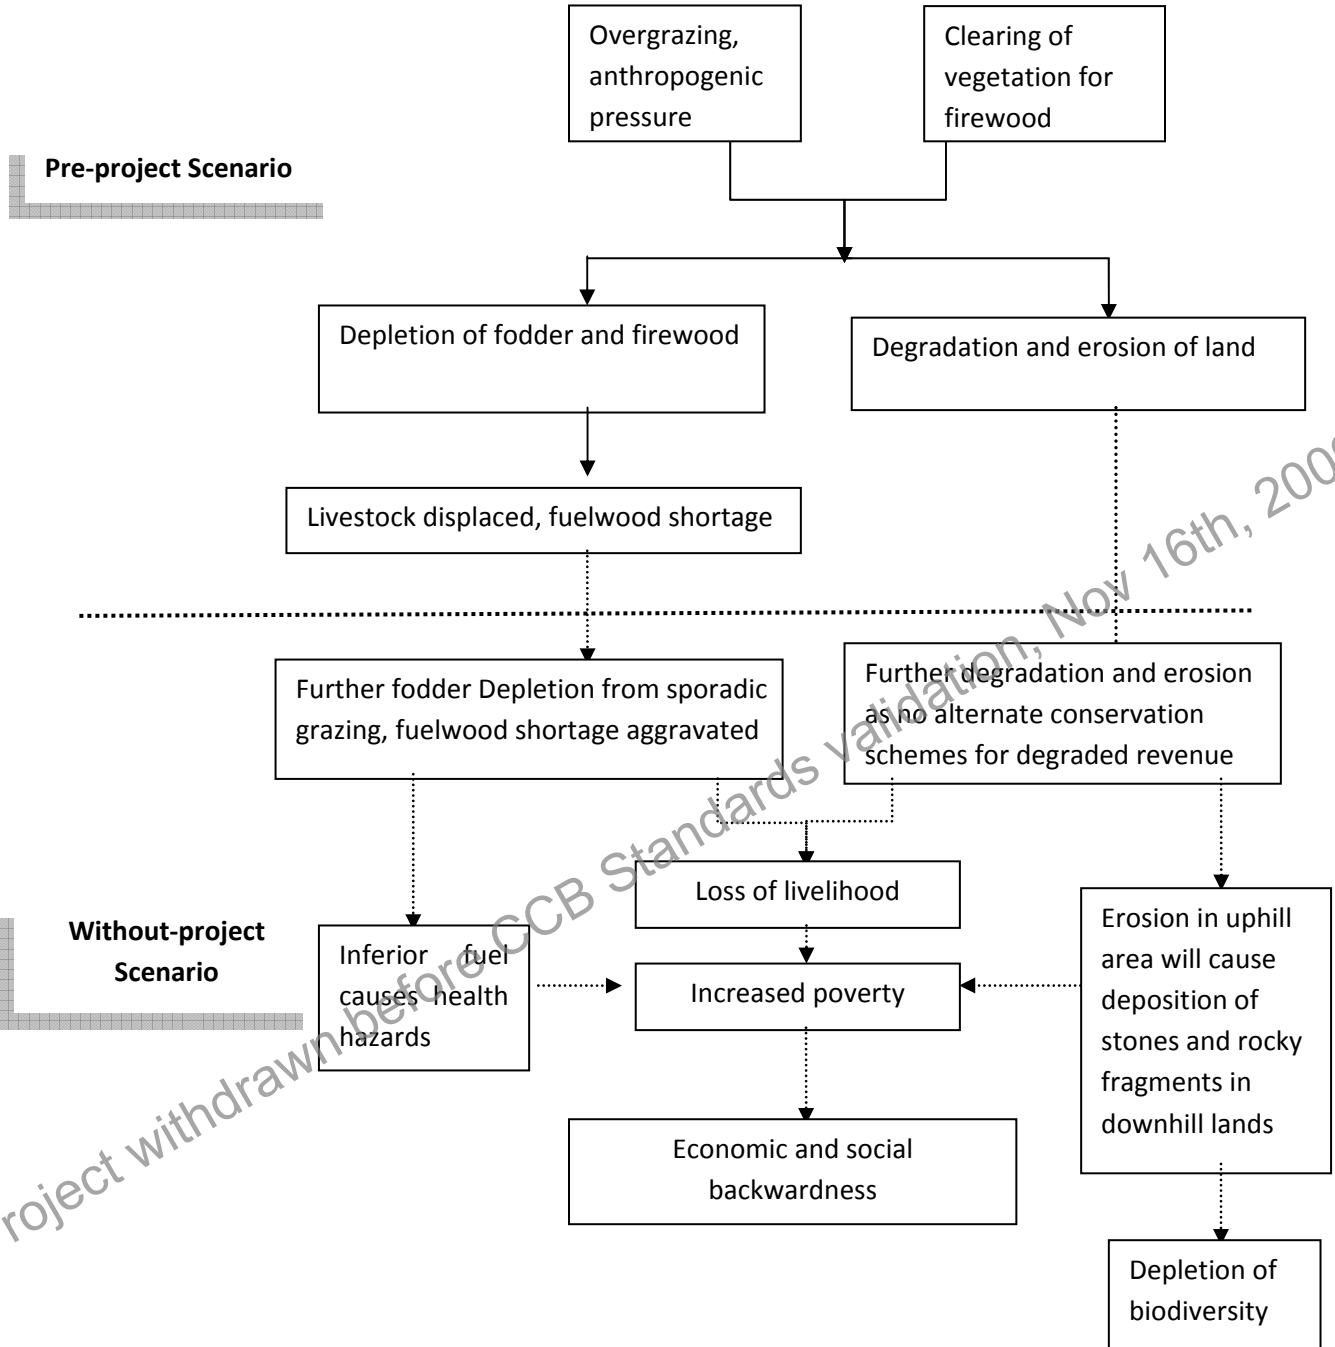 Overgrazing,
anthropogenic
pressure
Clearing of
vegetation for
firewood
Pre-project Scenario
Depletion of fodder and firewood
Degradation and erosion of land
Livestock displaced, fuelwood shortage
Further fodder Depletion from sporadic
grazing, fuelwood shortage aggravated
Further degradation and erosion
as no alternate conservation
schemes for degraded revenue
Loss of livelihood
Without-project
Scenario
Inferior fuel
causes health
hazards
Increased poverty
Erosion in uphill
area will cause
deposition of
stones and rocky
fragments in
downhill lands
Economic and social
backwardness
Depletion of
biodiversity
roject withdrawn before CCB Standards validation, Nov 16th, 200